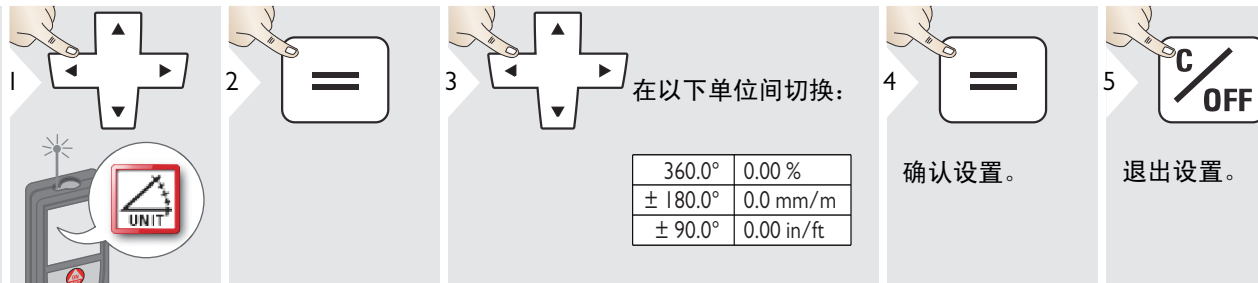 1
UNIT
ON
2
=
3
在以下单位间切换：
360.0° 0.00 %
± 180.0° 0.0 mm/m
± 90.0° 0.00 in/ft
4
=
确认设置。
5
C/OFF
退出设置。